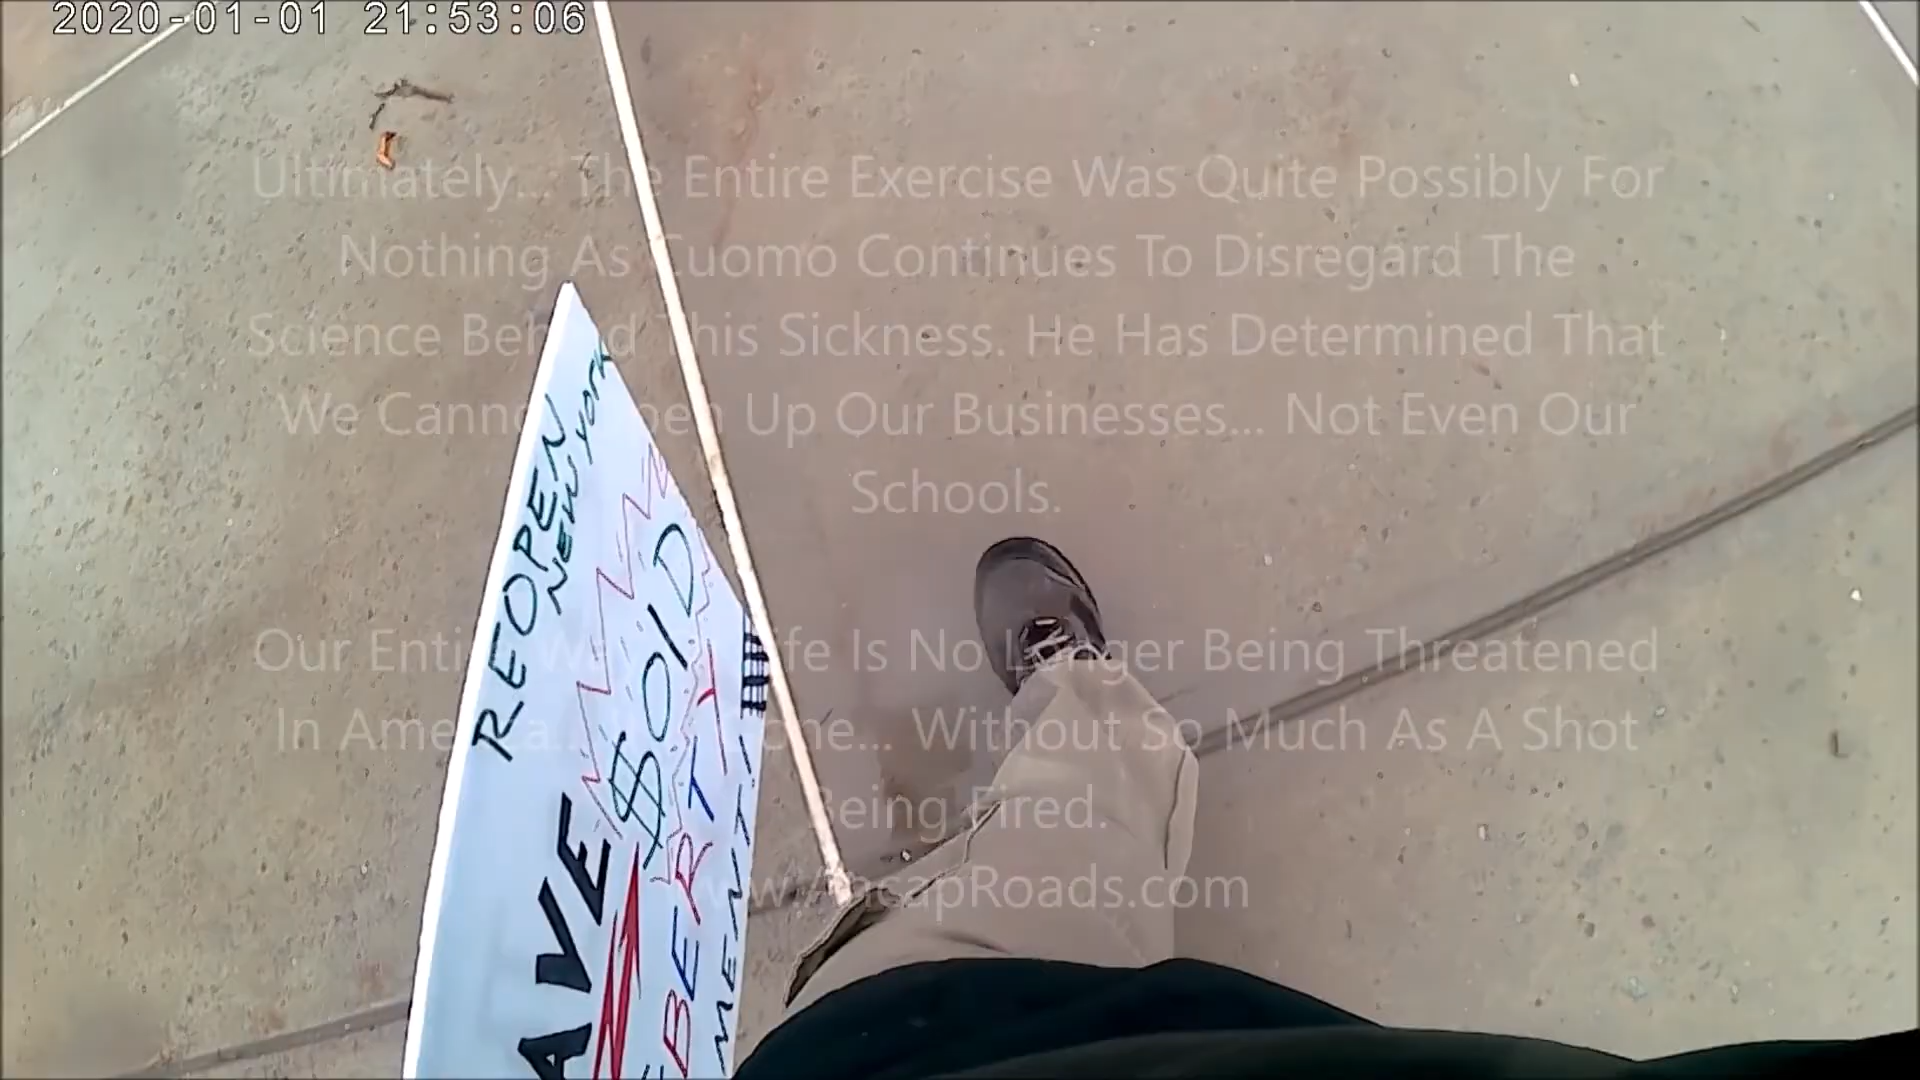 2020-01-01 21:53:06
Ultimately... The Entire Exercise Was Quite Possibly For
Nothing As Cuomo Continues To Disregard The
Science Behind This Sickness. He Has Determined That
We Cannot Open Up Our Businesses... Not Even Our
Schools.
Our Entire Way Life Is No Longer Being Threatened
In America... Without So Much As A Shot
Being Fired.
www.AncapRoads.com
REOPEN
NEW YORK
$OID